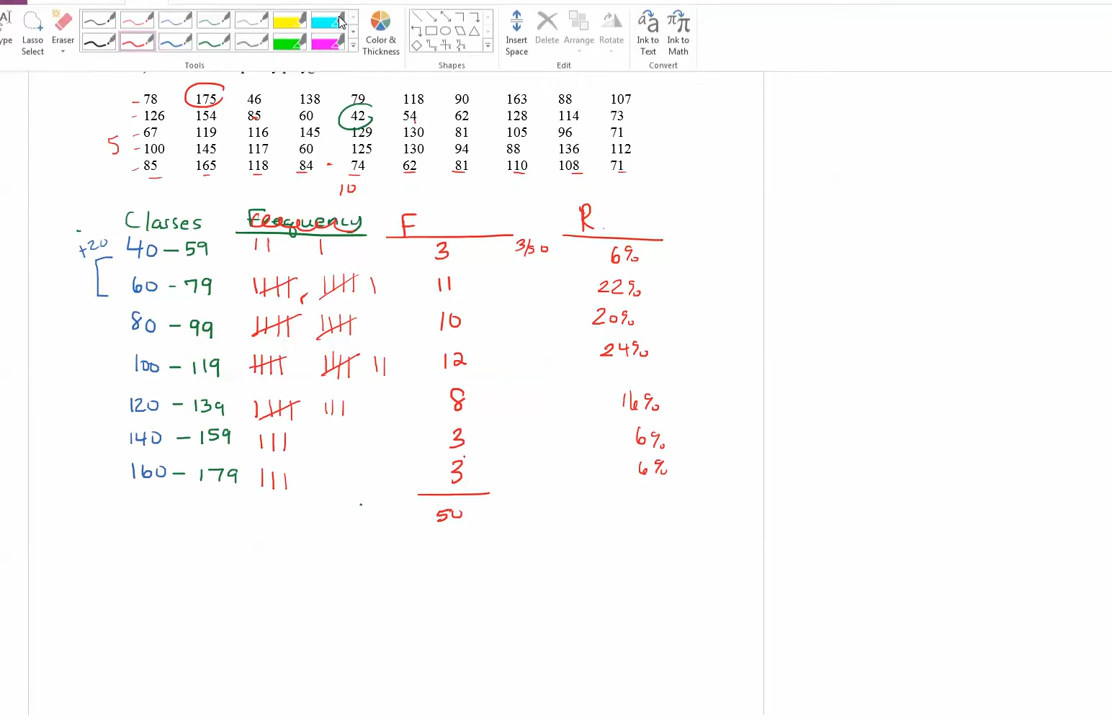 Lasso
Select
Eraser
Color &
Thickness
Insert
Space
Delete
Arrange
Rotate
Ink to
Text
Ink to
Math
Tools
Shapes
Edit
Convert
78 175 46 138 79 118 90 163 88 107
126 154 85 60 42 54 62 128 114 73
67 119 116 145 129 130 81 105 96 71
5
100 145 117 60 125 130 94 88 136 112
85 165 118 84 74 62 81 110 108 71
10
Classes Frequency F R
+20 40 - 59 3 3/50 6%
60 - 79 11 22%
80 - 99 10 20%
100 - 119 12 24%
120 - 139 8 16%
140 - 159 3 6%
160 - 179 3 6%
50